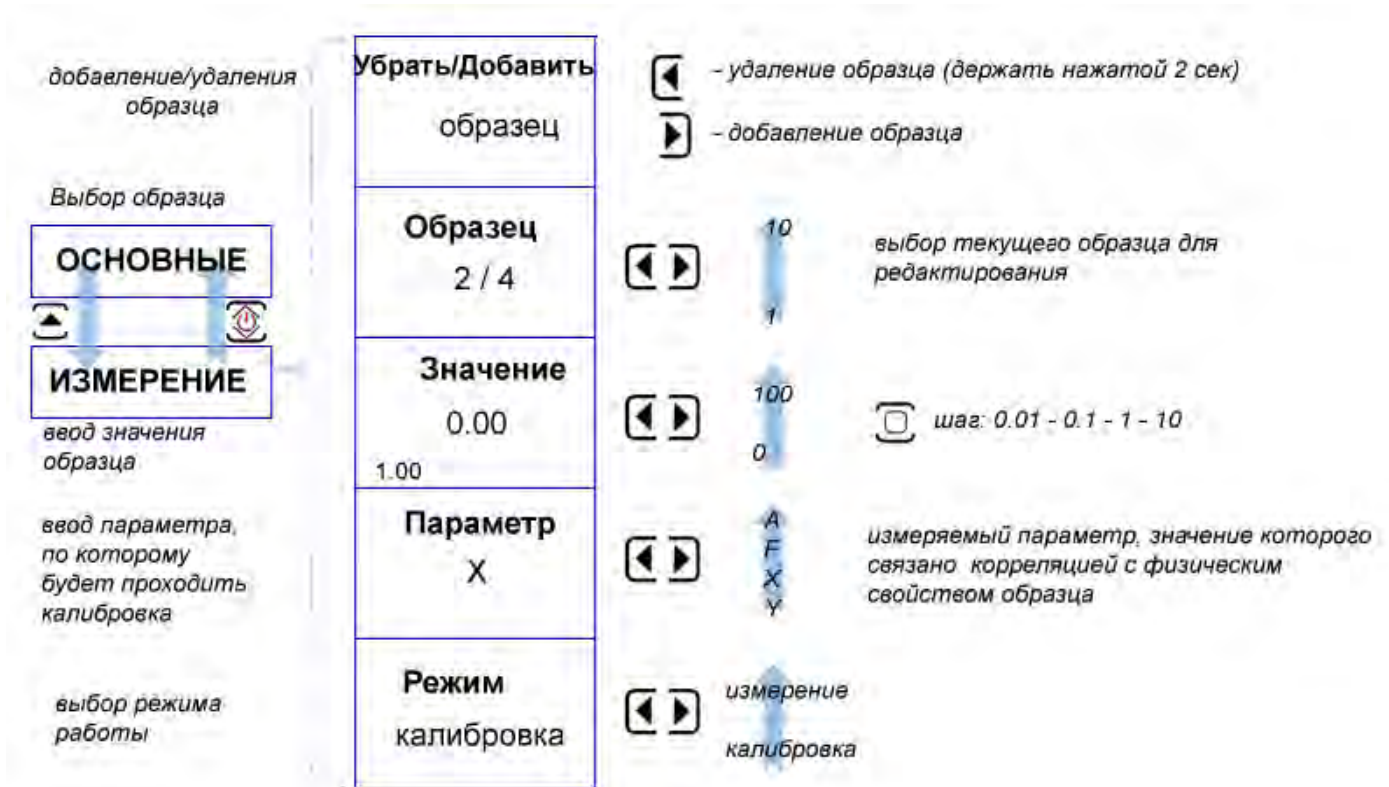 добавление/удаления
образца
Убрать/Добавить
образец
- удаление образца (держать нажатой 2 сек)
- добавление образца
Выбор образца
ОСНОВНЫЕ
ИЗМЕРЕНИЕ
Образец
2 / 4
10
1
выбор текущего образца для
редактирования
ввод значения
образца
Значение
0.00
1.00
100
0
шаг: 0.01 - 0.1 - 1 - 10
ввод параметра,
по которому
будет проходить
калибровка
Параметр
X
A
F
X
Y
измеряемый параметр, значение которого
связано корреляцией с физическим
свойством образца
выбор режима
работы
Режим
калибровка
измерение
калибровка